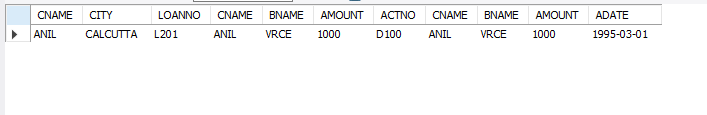 CNAME CITY LOANNO CNAME BNAME AMOUNT ACTNO CNAME BNAME AMOUNT ADATE
ANIL CALCUTTA L201 ANIL VRCE 1000 D100 ANIL VRCE 1000 1995-03-01